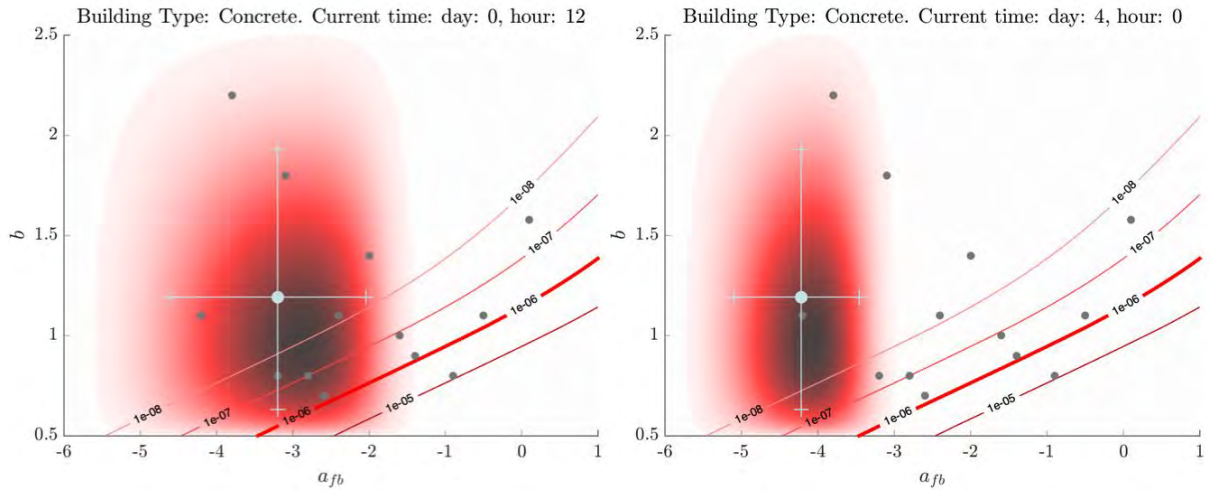 Building Type: Concrete. Current time: day: 0, hour: 12
2.5
2
1.5
1
0.5
b
1e-08
1e-07
1e-06
1e-08
1e-07
1e-06
1e-05
-6 -5 -4 -3 -2 -1 0 1
a_{fb}
Building Type: Concrete. Current time: day: 4, hour: 0
2.5
2
1.5
1
0.5
b
1e-08
1e-07
1e-06
1e-08
1e-07
1e-06
1e-05
-6 -5 -4 -3 -2 -1 0 1
a_{fb}